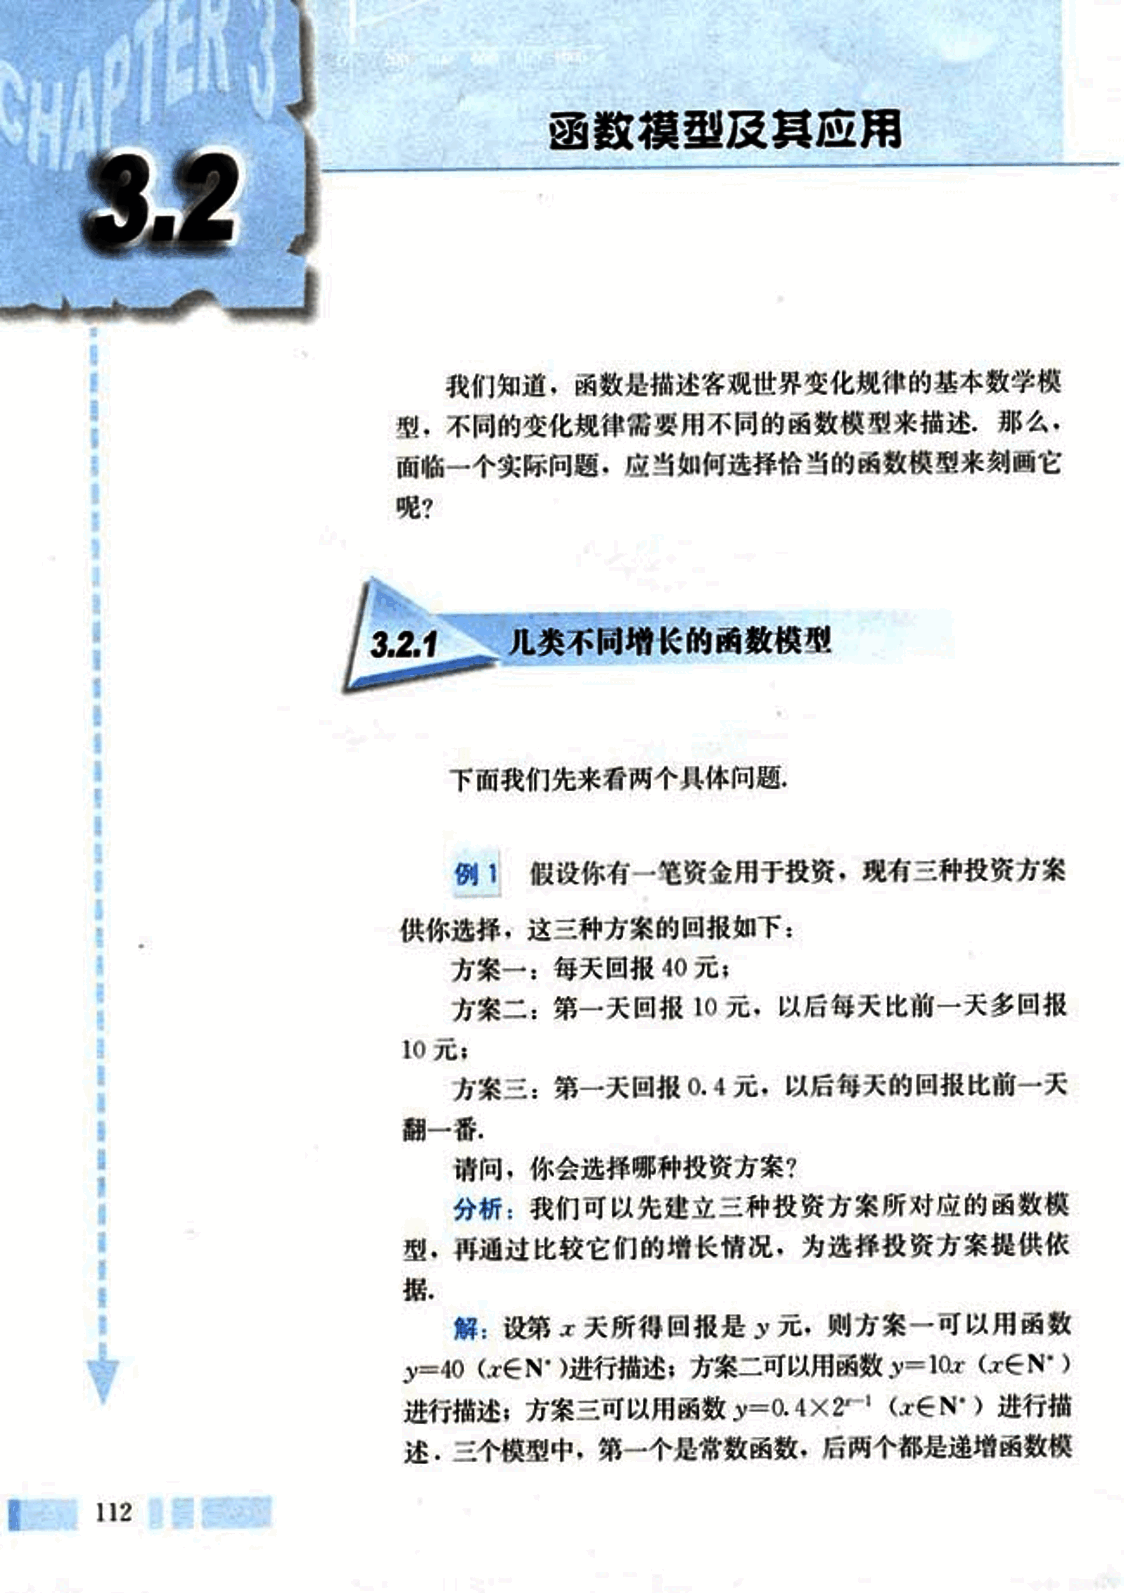 CHAPTER 3
3.2
函数模型及其应用
我们知道，函数是描述客观世界变化规律的基本数学模
型，不同的变化规律需要用不同的函数模型来描述. 那么，
面临一个实际问题，应当如何选择恰当的函数模型来刻画它
呢?
3.2.1 几类不同增长的函数模型
下面我们先来看两个具体问题.
例 1 假设你有一笔资金用于投资，现有三种投资方案
供你选择，这三种方案的回报如下：
方案一：每天回报 40 元；
方案二：第一天回报 10 元，以后每天比前一天多回报
10 元；
方案三：第一天回报 0.4 元，以后每天的回报比前一天
翻一番.
请问，你会选择哪种投资方案?
分析：我们可以先建立三种投资方案所对应的函数模
型，再通过比较它们的增长情况，为选择投资方案提供依
据.
解：设第 x 天所得回报是 y 元，则方案一可以用函数
y=40 (x∈N*)进行描述；方案二可以用函数 y=10x (x∈N*)
进行描述；方案三可以用函数 y=0.4×2ˣ⁻¹ (x∈N*) 进行描
述. 三个模型中，第一个是常数函数，后两个都是递增函数模
112